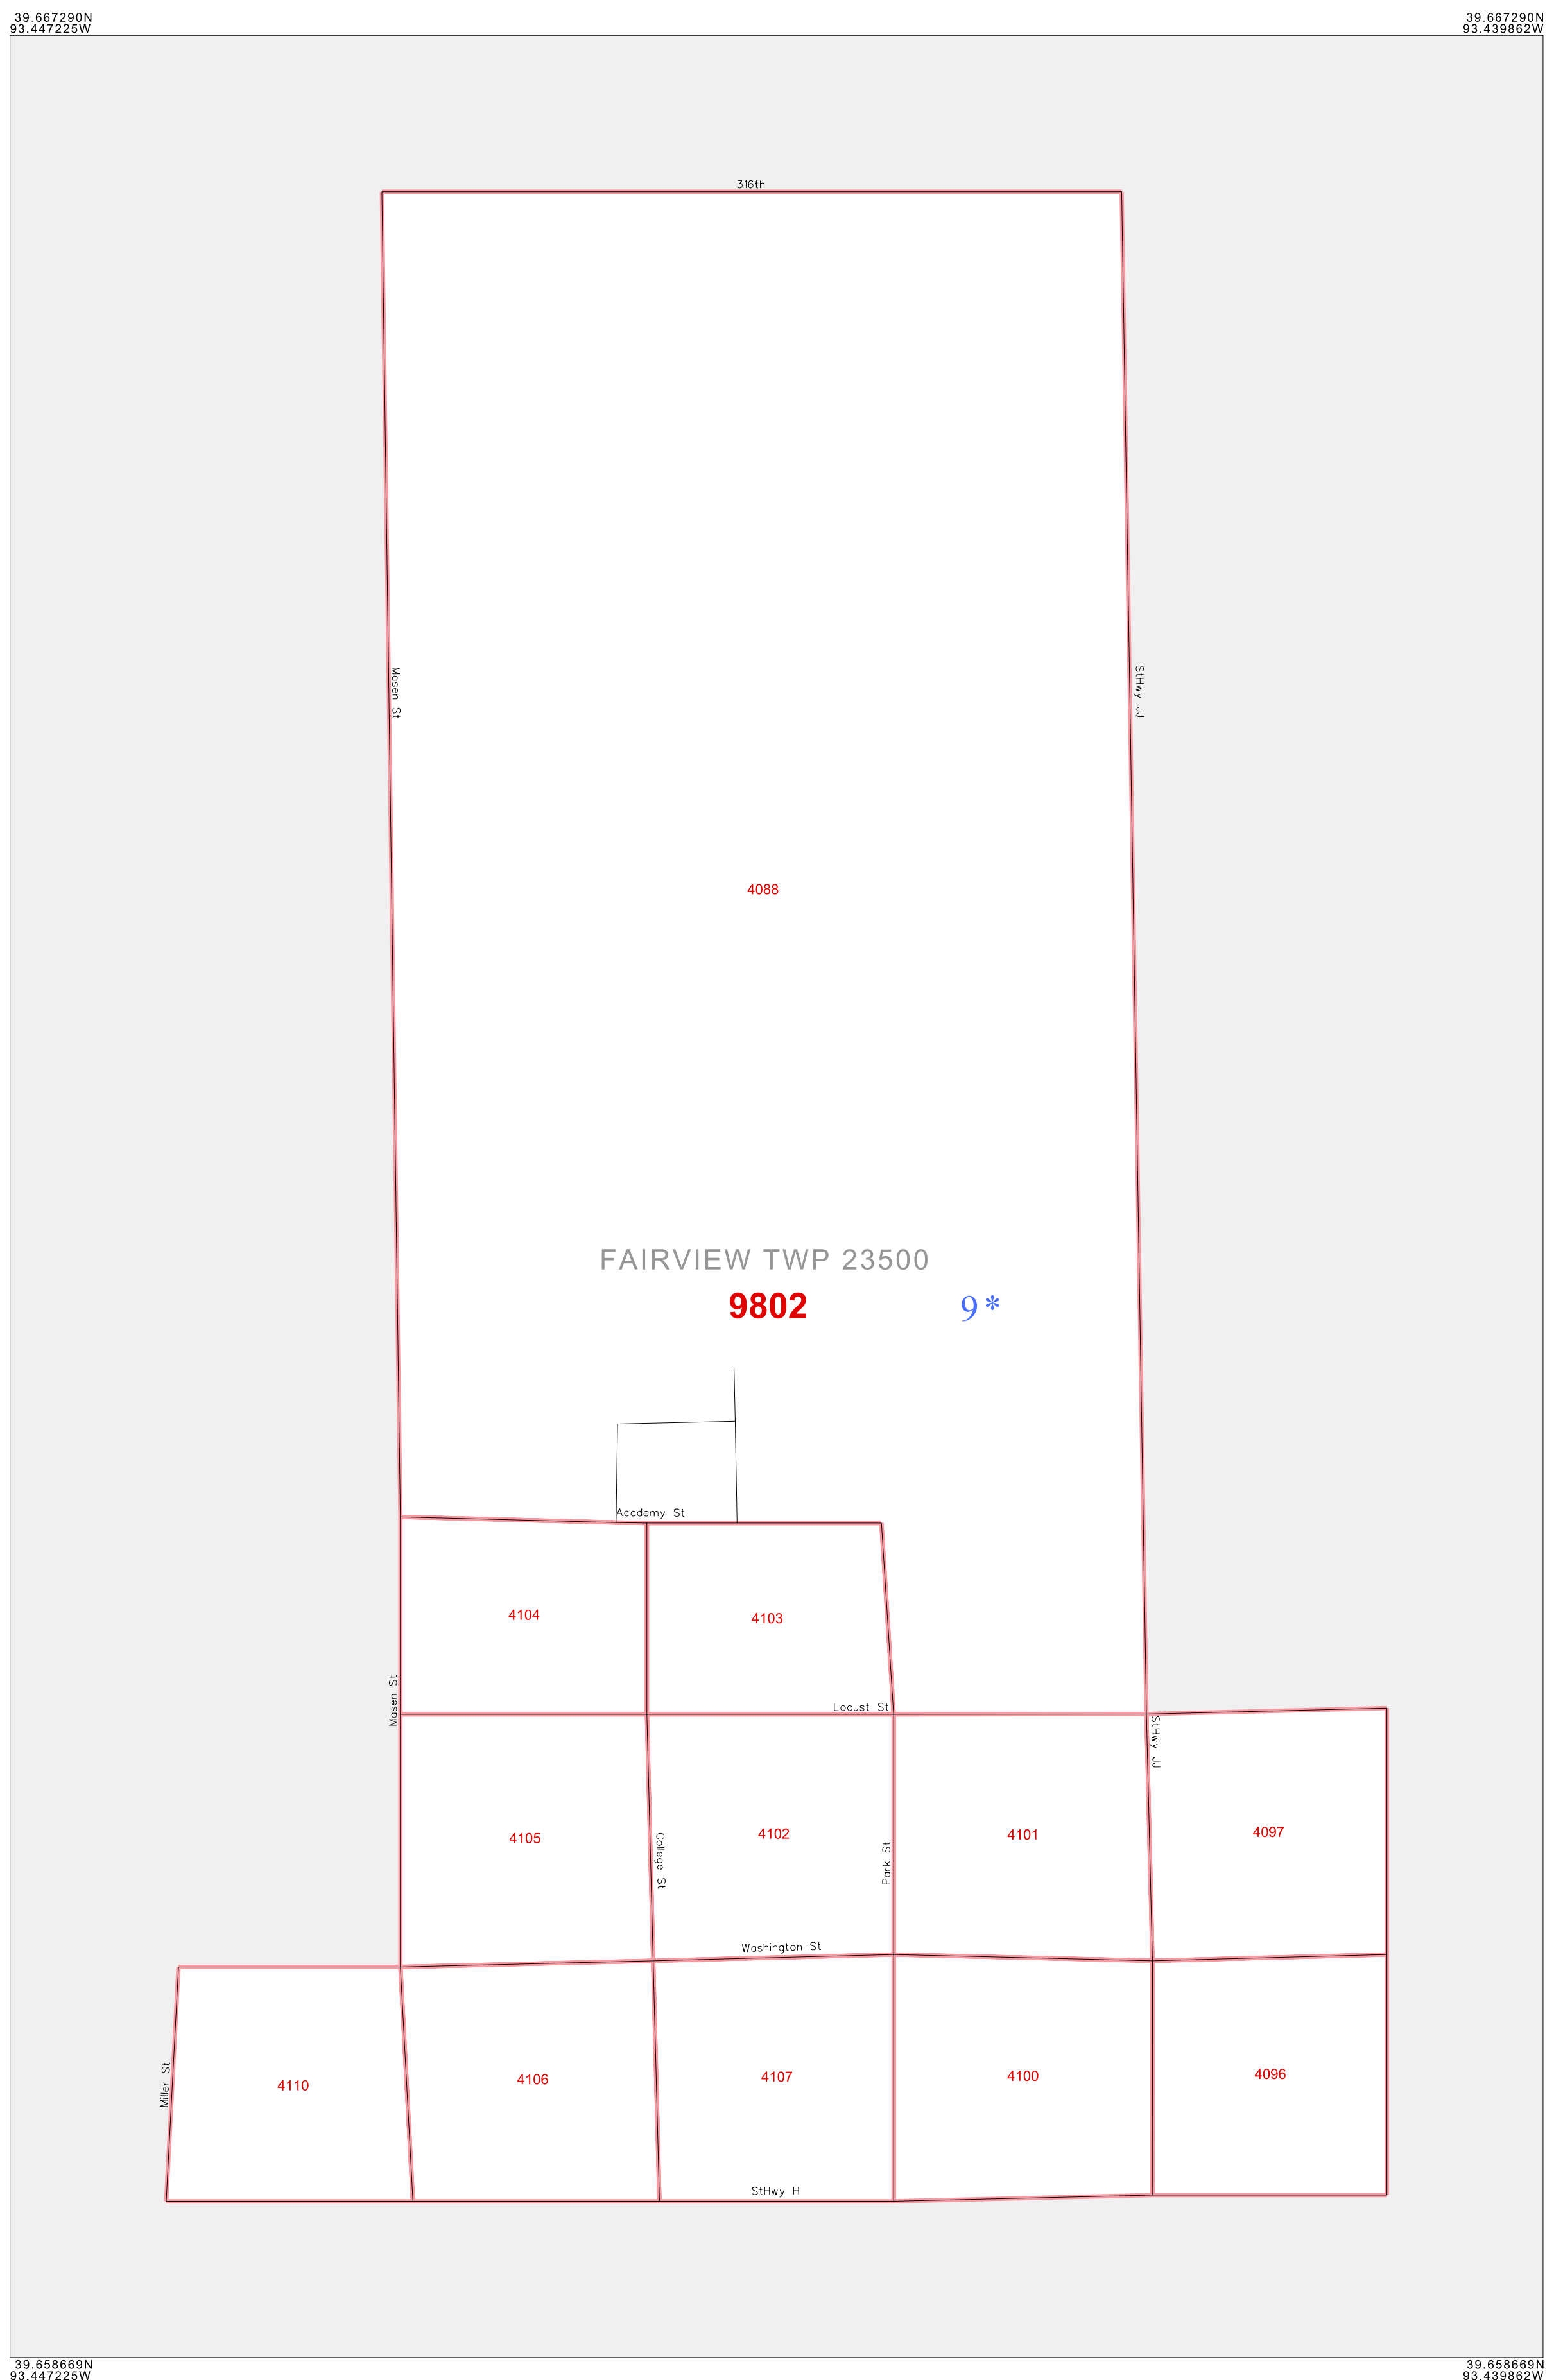 39.667290N
93.447225W
39.667290N
93.439862W
316th
Masen St
StHwy JJ
4088
FAIRVIEW TWP 23500
9802
9*
Academy St
4104
4103
Masen St
Locust St
StHwy JJ
4105
College St
4102
Park St
4101
4097
Washington St
Miller St
4110
4106
4107
4100
4096
StHwy H
39.658669N
93.447225W
39.658669N
93.439862W